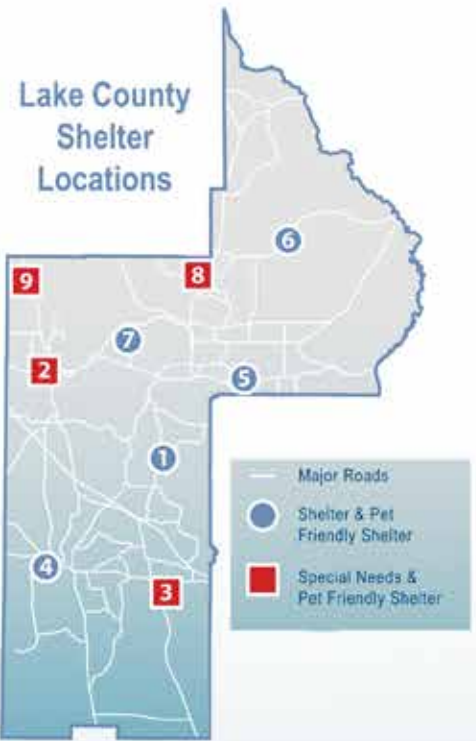 Lake County
Shelter
Locations
6
9
8
7
2
5
1
4
3
Major Roads
Shelter & Pet
Friendly Shelter
Special Needs &
Pet Friendly Shelter